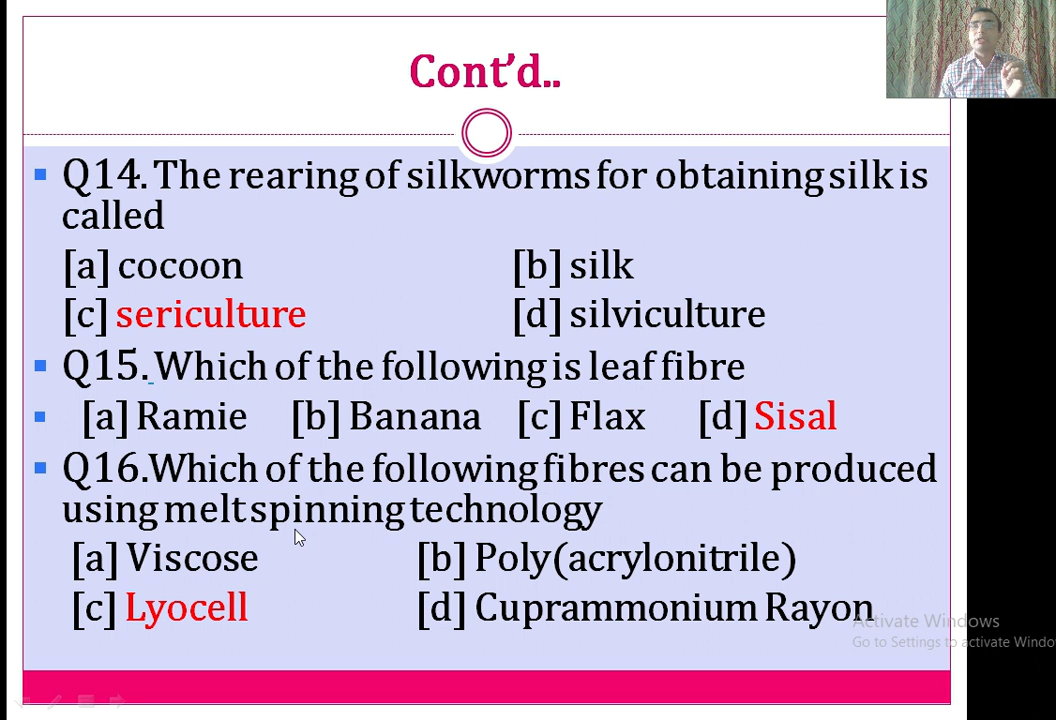 Cont'd..
Q14. The rearing of silkworms for obtaining silk is
called
[a] cocoon [b] silk
[c] sericulture [d] silviculture
Q15. Which of the following is leaf fibre
[a] Ramie [b] Banana [c] Flax [d] Sisal
Q16.Which of the following fibres can be produced
using melt spinning technology
[a] Viscose [b] Poly(acrylonitrile)
[c] Lyocell [d] Cuprammonium Rayon
Activate Windows
Go to Settings to activate Windo